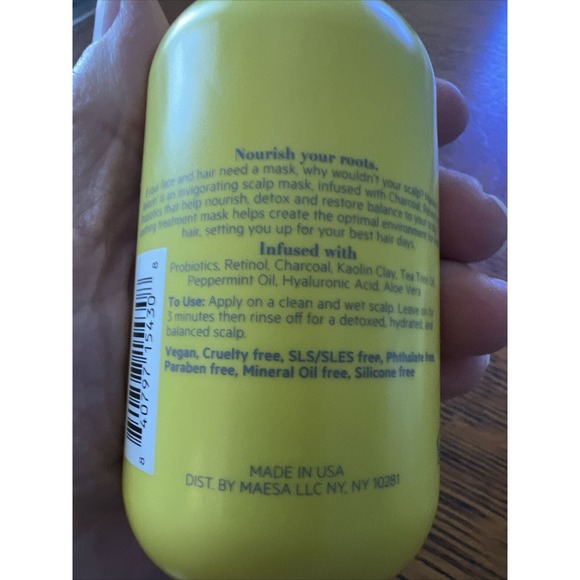 Nourish your roots.
your face and hair need a mask, why wouldn't your scalp?
is an invigorating scalp mask, infused with Charcoal,
that help nourish, detox and restore balance to your
treatment mask helps create the optimal environment for
hair, setting you up for your best hair days.
Infused with
Probiotics, Retinol, Charcoal, Kaolin Clay, Tea Tree Oil,
Peppermint Oil, Hyaluronic Acid, Aloe Vera
To Use: Apply on a clean and wet scalp. Leave on for
3 minutes then rinse off for a detoxed, hydrated, and
balanced scalp.
Vegan, Cruelty free, SLS/SLES free, Phthalate free,
Paraben free, Mineral Oil free, Silicone free
8 40797 15430 8
MADE IN USA
DIST. BY MAESA LLC NY, NY 10281